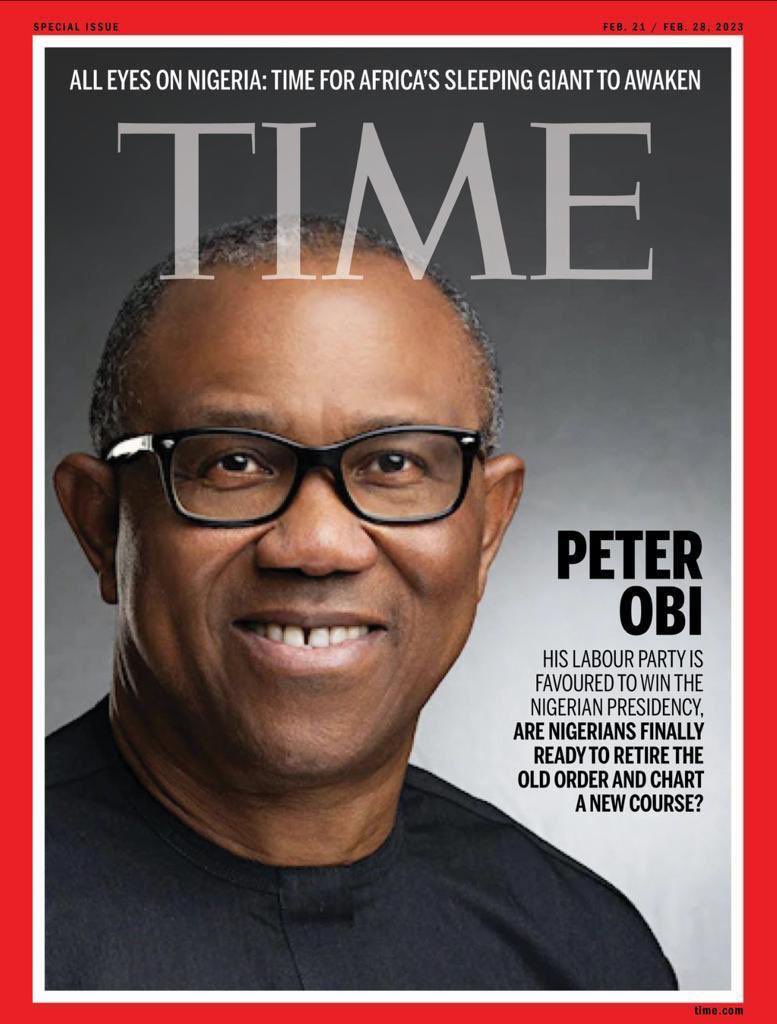 SPECIAL ISSUE
FEB. 21 / FEB. 28, 2023
ALL EYES ON NIGERIA: TIME FOR AFRICA'S SLEEPING GIANT TO AWAKEN
TIME
PETER
OBI
HIS LABOUR PARTY IS
FAVOURED TO WIN THE
NIGERIAN PRESIDENCY,
ARE NIGERIANS FINALLY
READY TO RETIRE THE
OLD ORDER AND CHART
A NEW COURSE?
time.com